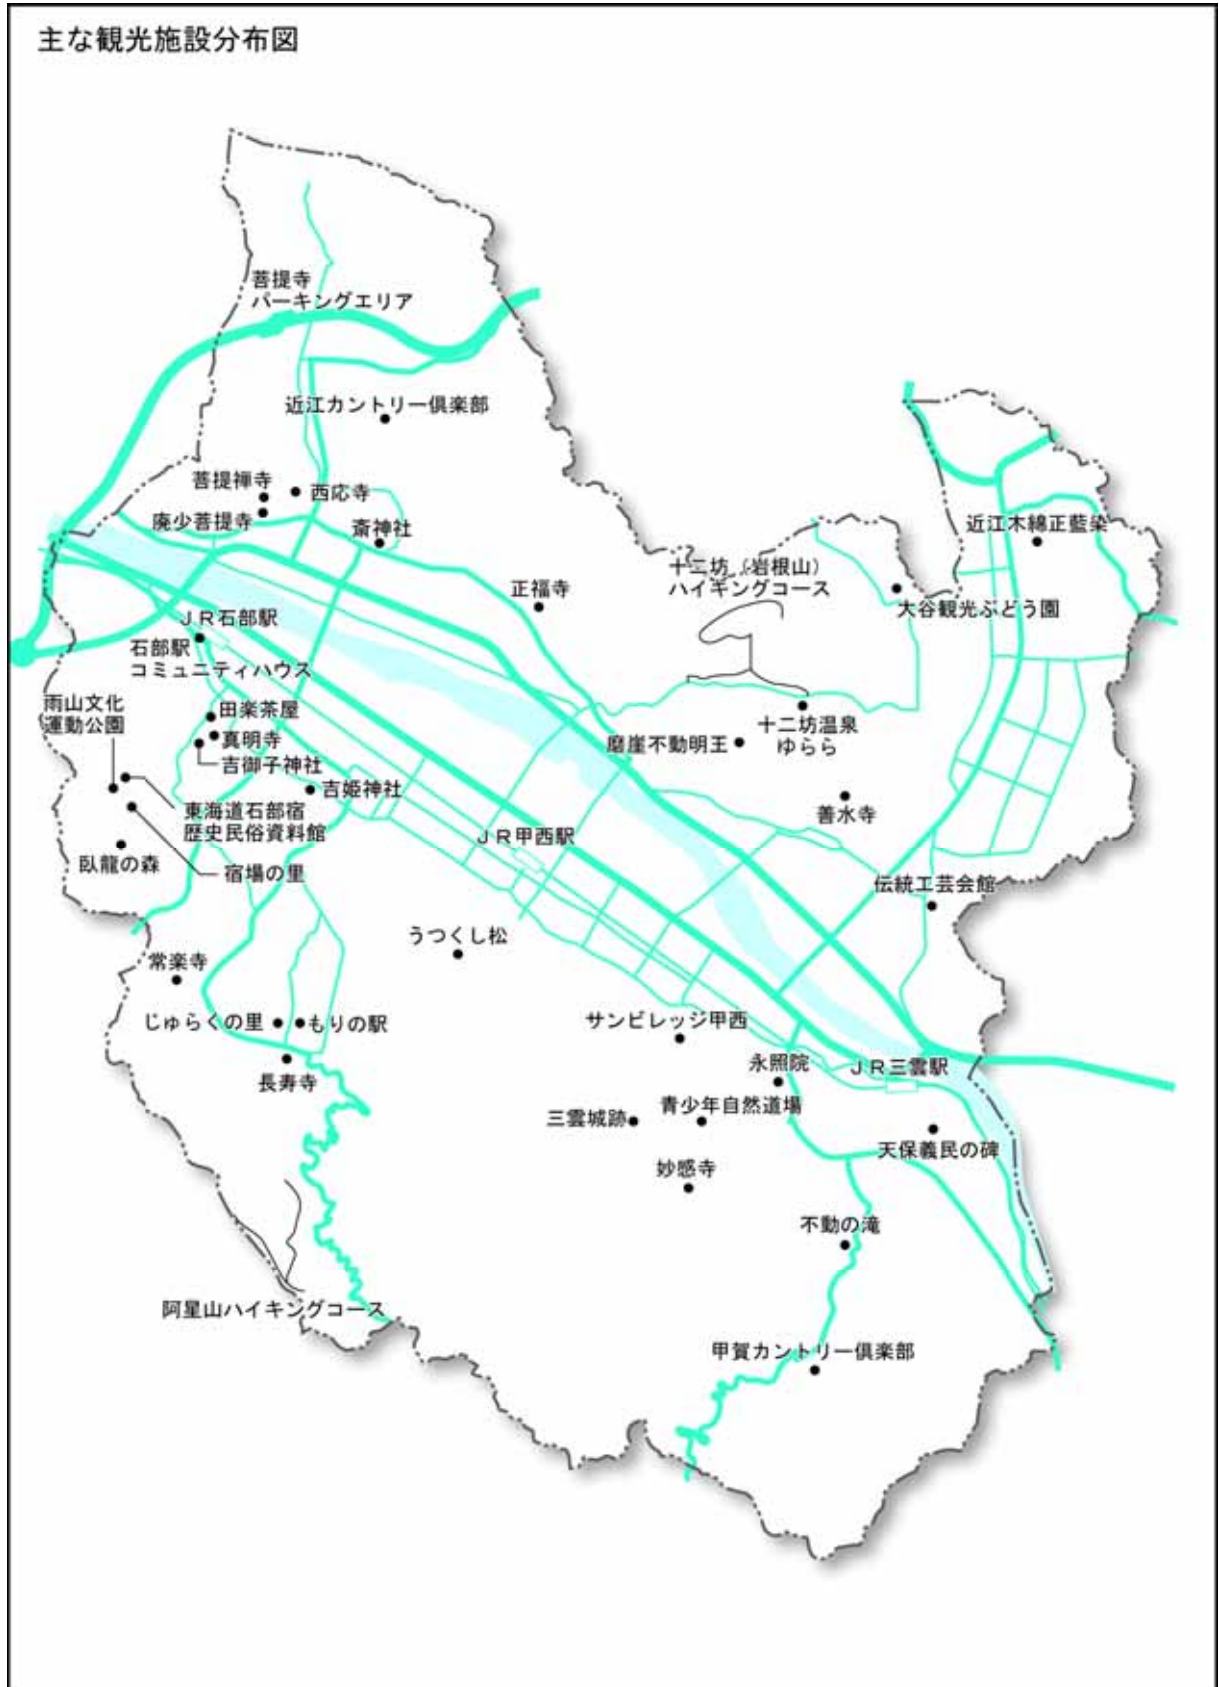 主な観光施設分布図
菩提寺
パーキングエリア
近江カントリー倶楽部
菩提禅寺
西応寺
廃少菩提寺
斎神社
近江木綿正藍染
十二坊（岩根山）
ハイキングコース
正福寺
大谷観光ぶどう園
ＪＲ石部駅
石部駅
コミュニティハウス
雨山文化
運動公園
田楽茶屋
真明寺
吉御子神社
十二坊温泉
ゆらら
磨崖不動明王
吉姫神社
東海道石部宿
歴史民俗資料館
善水寺
ＪＲ甲西駅
臥龍の森
宿場の里
伝統工芸会館
うつくし松
常楽寺
じゅらくの里
もりの駅
サンビレッジ甲西
長寿寺
永照院
ＪＲ三雲駅
三雲城跡
青少年自然道場
天保義民の碑
妙感寺
不動の滝
阿星山ハイキングコース
甲賀カントリー倶楽部